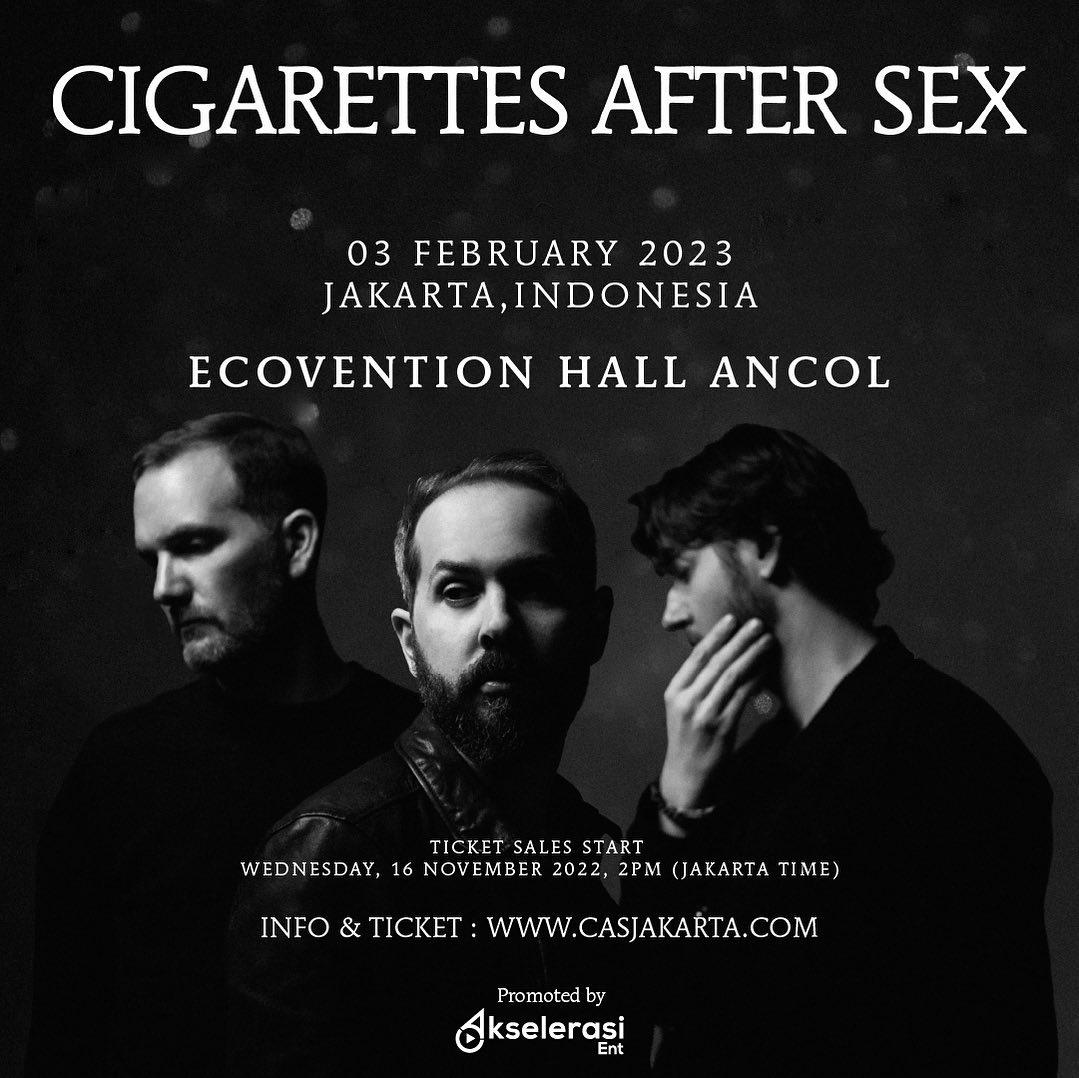 CIGARETTES AFTER SEX
03 FEBRUARY 2023
JAKARTA,INDONESIA
ECOVENTION HALL ANCOL
TICKET SALES START
WEDNESDAY, 16 NOVEMBER 2022, 2PM (JAKARTA TIME)
INFO & TICKET : WWW.CASJAKARTA.COM
Promoted by
Akselerasi
Ent